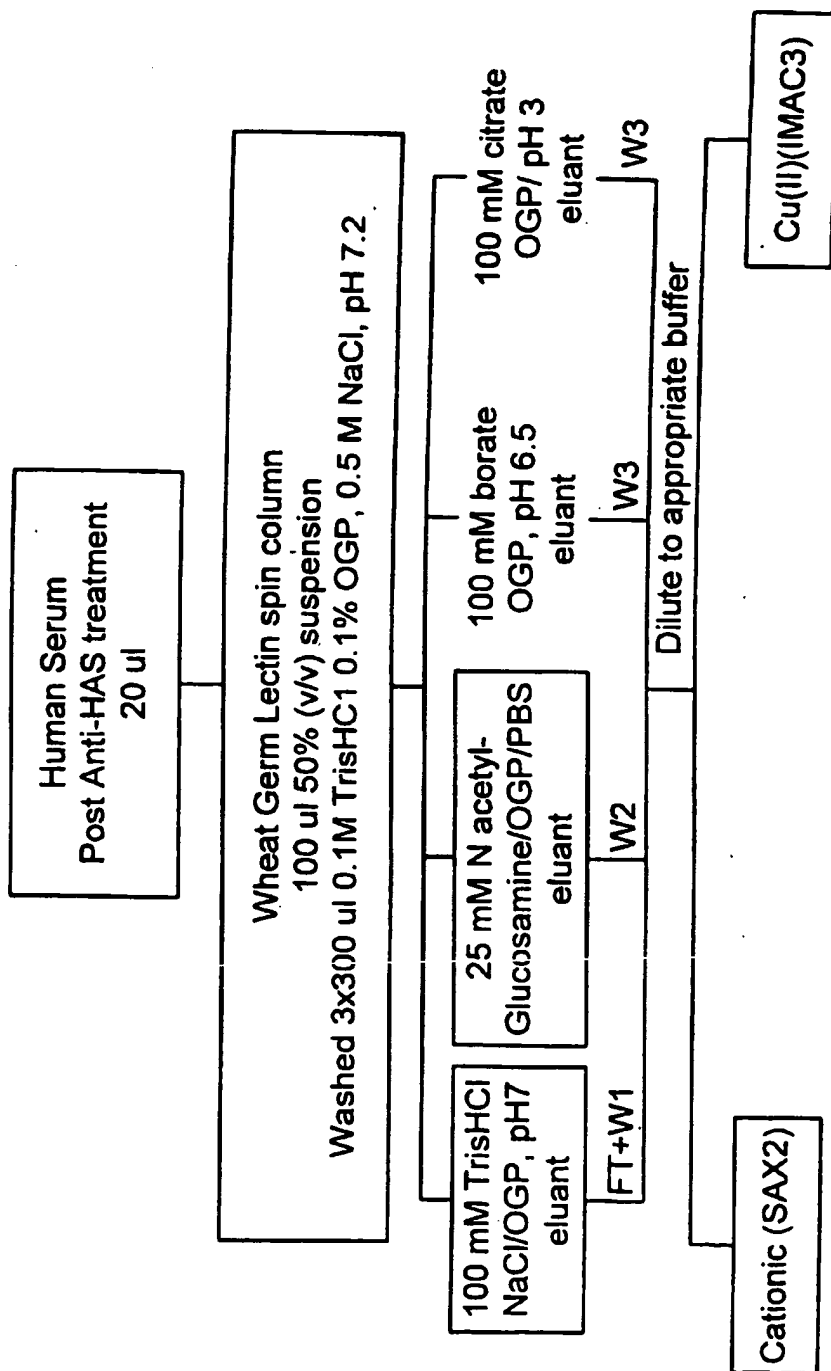 Human Serum
Post Anti-HAS treatment
20 ul
Wheat Germ Lectin spin column
100 ul 50% (v/v) suspension
Washed 3x300 ul 0.1M TrisHC1 0.1% OGP, 0.5 M NaCl, pH 7.2
100 mM TrisHCl
NaCl/OGP, pH7
eluant
25 mM N acetyl-
Glucosamine/OGP/PBS
eluant
100 mM borate
OGP, pH 6.5
eluant
100 mM citrate
OGP/ pH 3
eluant
FT+W1
W2
W3
W3
Dilute to appropriate buffer
Cationic (SAX2)
Cu(II)(IMAC3)